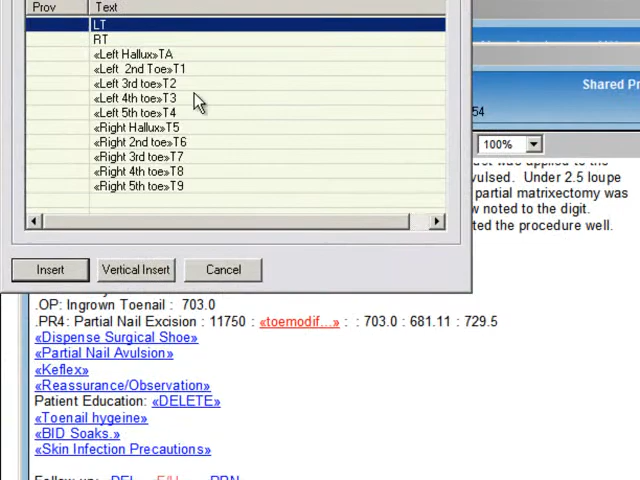 Prov Text
LT
RT
«Left Hallux»TA
«Left 2nd Toe»T1
«Left 3rd toe»T2
«Left 4th toe»T3
«Left 5th toe»T4
«Right Hallux»T5
«Right 2nd toe»T6
«Right 3rd toe»T7
«Right 4th toe»T8
«Right 5th toe»T9
Insert Vertical Insert Cancel
Shared Pr
54
100%
was applied to the
vulsed. Under 2.5 loupe
partial matrixectomy was
w noted to the digit.
ted the procedure well.
.OP: Ingrown Toenail : 703.0
.PR4: Partial Nail Excision : 11750 : «toemodif...» : : 703.0 : 681.11 : 729.5
«Dispense Surgical Shoe»
«Partial Nail Avulsion»
«Keflex»
«Reassurance/Observation»
Patient Education: «DELETE»
«Toenail hygeine»
«BID Soaks.»
«Skin Infection Precautions»